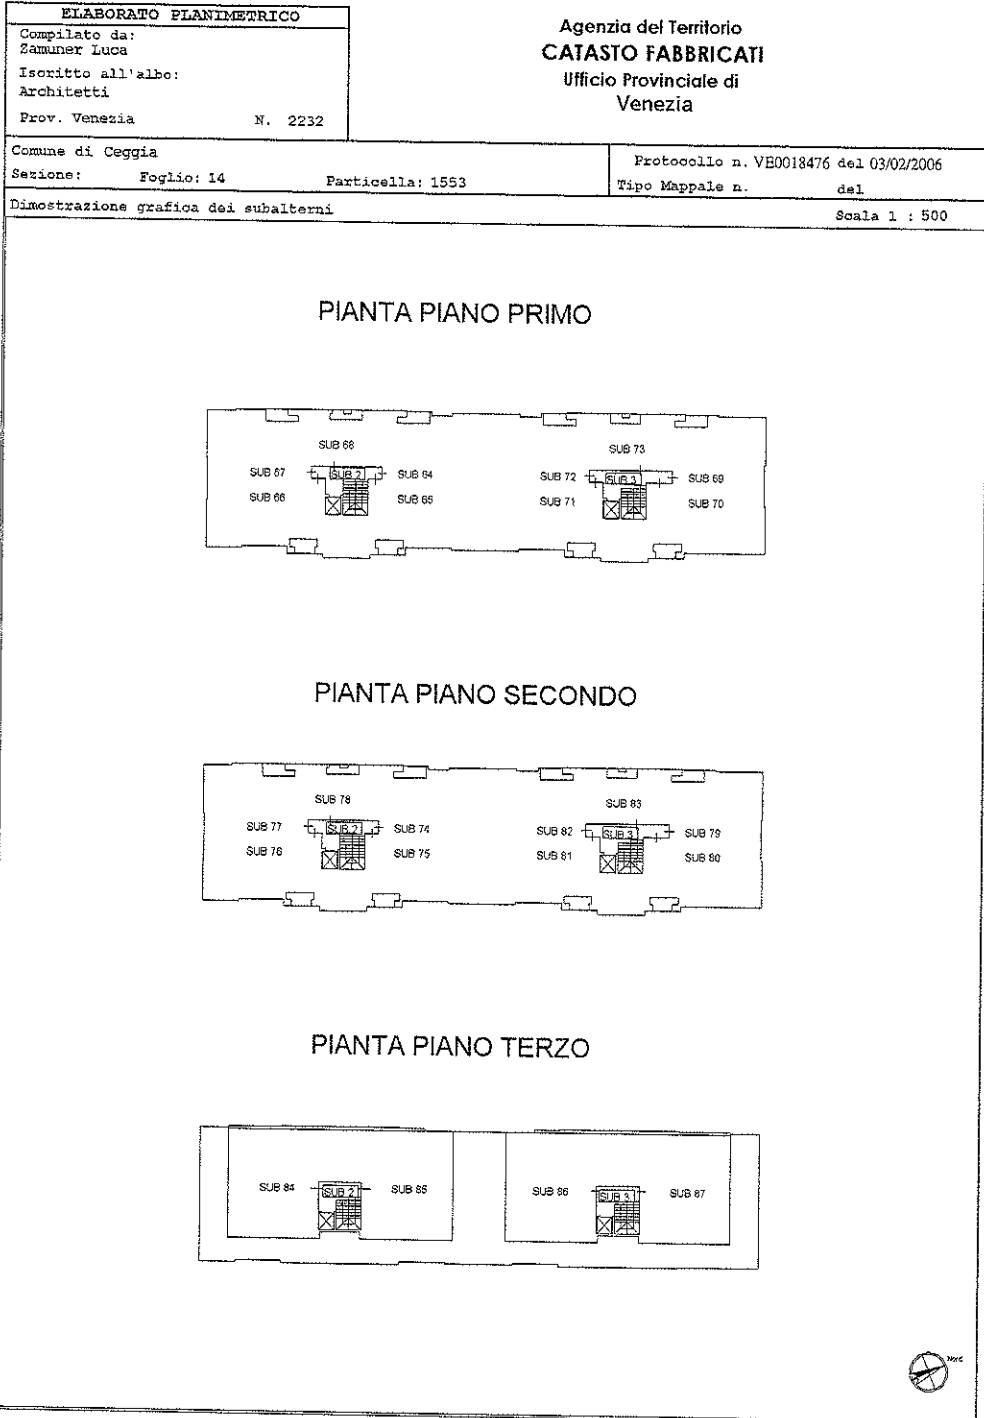 ELABORATO PLANIMETRICO
Compilato da:
Zamuner Luca
Iscritto all'albo:
Architetti
Prov. Venezia N. 2232
Agenzia del Territorio
CATASTO FABBRICATI
Ufficio Provinciale di
Venezia
Comune di Ceggia
Sezione: Foglio: 14 Particella: 1553
Protocollo n. VE0018476 del 03/02/2006
Tipo Mappale n. del
Dimostrazione grafica dei subalterni Scala 1 : 500
PIANTA PIANO PRIMO
SUB 68 SUB 73
SUB 67 SUB 2 SUB 64 SUB 72 SUB 3 SUB 69
SUB 66 SUB 65 SUB 71 SUB 70
PIANTA PIANO SECONDO
SUB 78 SUB 83
SUB 77 SUB 2 SUB 74 SUB 82 SUB 3 SUB 79
SUB 76 SUB 75 SUB 81 SUB 80
PIANTA PIANO TERZO
SUB 84 SUB 2 SUB 85 SUB 86 SUB 3 SUB 87
Nord